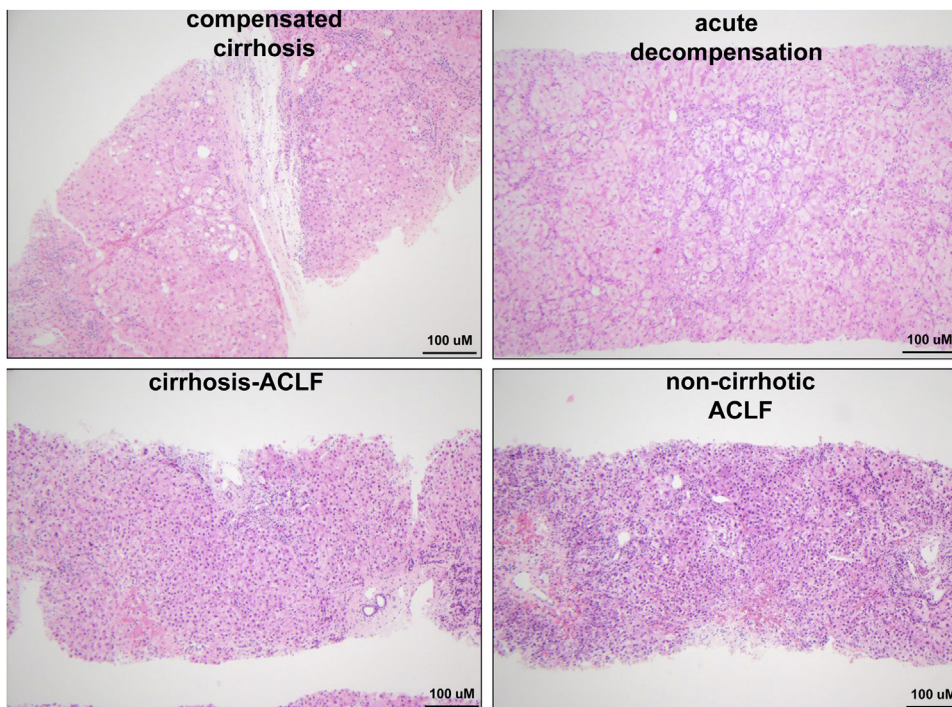 compensated
cirrhosis
100 uM
acute
decompensation
100 uM
cirrhosis-ACLF
100 uM
non-cirrhotic
ACLF
100 uM